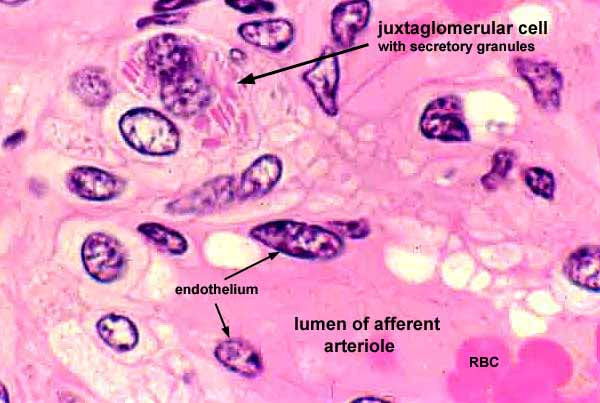 juxtaglomerular cell
with secretory granules
endothelium
lumen of afferent
arteriole
RBC